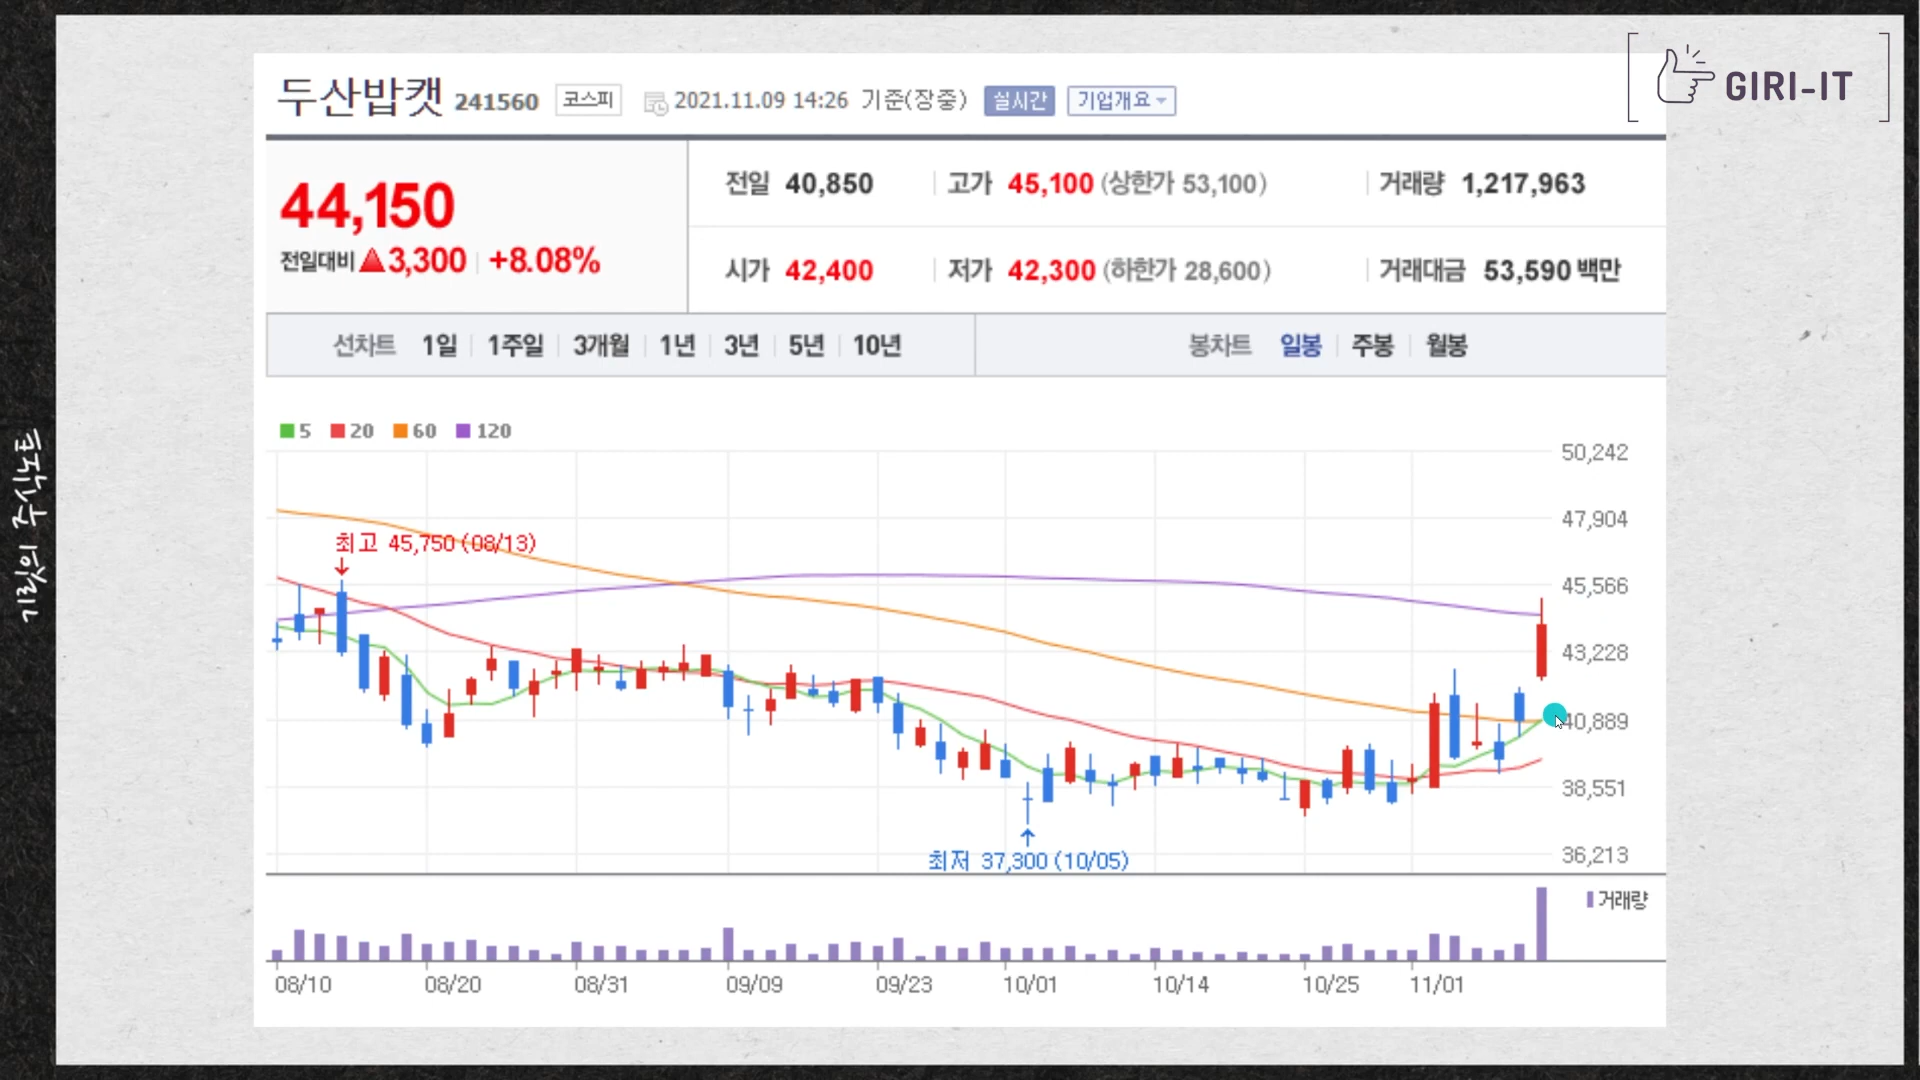 두산밥캣 241560 코스피 2021.11.09 14:26 기준(장중) 실시간 기업개요
GIRI-IT
44,150
전일대비 ▲3,300 +8.08%
전일 40,850 고가 45,100 (상한가 53,100) 거래량 1,217,963
시가 42,400 저가 42,300 (하한가 28,600) 거래대금 53,590 백만
선차트 1일 1주일 3개월 1년 3년 5년 10년 봉차트 일봉 주봉 월봉
5 20 60 120
50,242
47,904
최고 45,750 (08/13)
45,566
43,228
40,889
38,551
36,213
최저 37,300 (10/05)
거래량
08/10 08/20 08/31 09/09 09/23 10/01 10/14 10/25 11/01
기릿의 주식노트